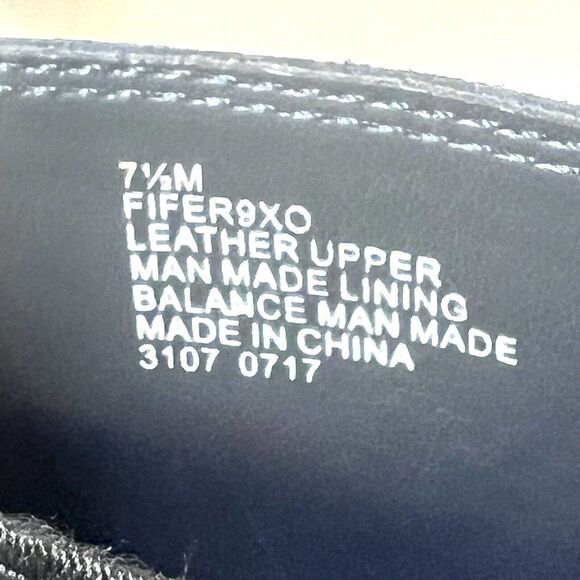 7½M
FIFER9XO
LEATHER UPPER
MAN MADE LINING
BALANCE MAN MADE
MADE IN CHINA
3107 0717